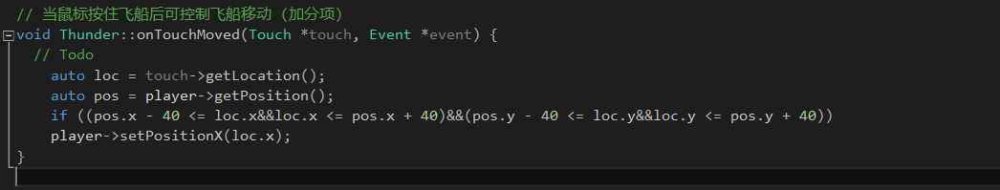 // 当鼠标按住飞船后可控制飞船移动 (加分项)
void Thunder::onTouchMoved(Touch *touch, Event *event) {
// Todo
auto loc = touch->getLocation();
auto pos = player->getPosition();
if ((pos.x - 40 <= loc.x&&loc.x <= pos.x + 40)&&(pos.y - 40 <= loc.y&&loc.y <= pos.y + 40))
player->setPositionX(loc.x);
}